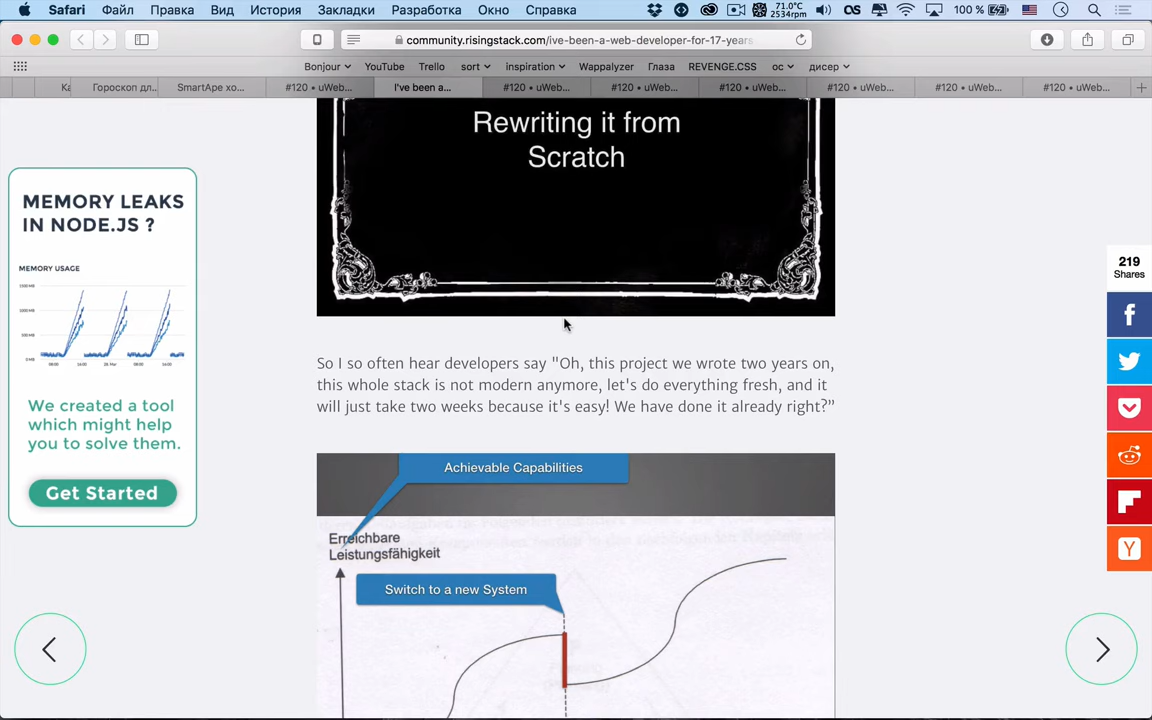 Safari Файл Правка Вид История Закладки Разработка Окно Справка 71.0°C 2534rpm 100 %
community.risingstack.com/ive-been-a-web-developer-for-17-years-
Bonjour YouTube Trello sort inspiration Wappalyzer Глаза REVENGE.CSS ос дисер
Ка Гороскоп дл... SmartApe хо... #120 • uWeb... I've been a... #120 • uWeb... #120 • uWeb... #120 • uWeb... #120 • uWeb... #120 • uWeb... #120 • uWeb...
Rewriting it from
Scratch
MEMORY LEAKS
IN NODE.JS ?
MEMORY USAGE
We created a tool
which might help
you to solve them.
Get Started
219
Shares
So I so often hear developers say "Oh, this project we wrote two years on,
this whole stack is not modern anymore, let's do everything fresh, and it
will just take two weeks because it's easy! We have done it already right?”
Achievable Capabilities
Erreichbare
Leistungsfähigkeit
Switch to a new System